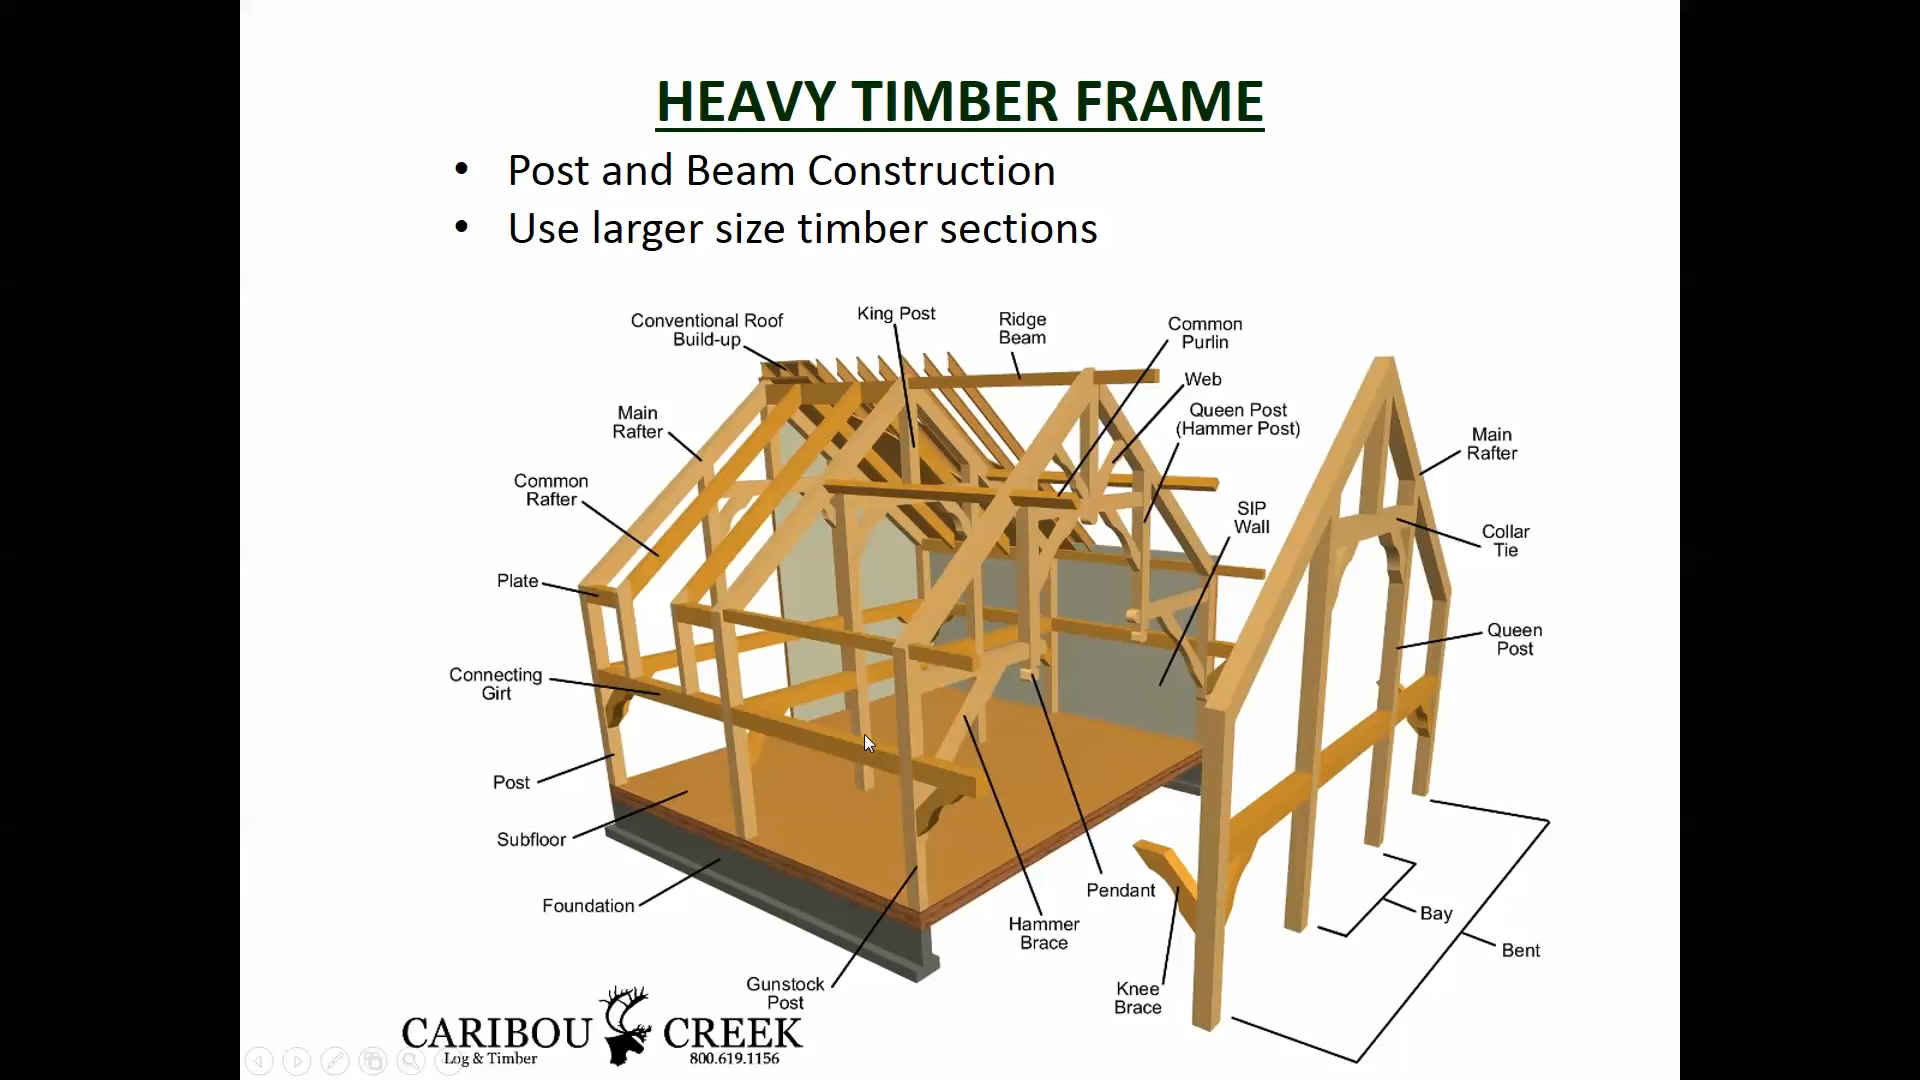 HEAVY TIMBER FRAME
• Post and Beam Construction
• Use larger size timber sections
Conventional Roof
Build-up
King Post
Ridge
Beam
Common
Purlin
Web
Queen Post
(Hammer Post)
Main
Rafter
Main
Rafter
Common
Rafter
SIP
Wall
Collar
Tie
Plate
Queen
Post
Connecting
Girt
Post
Subfloor
Foundation
Pendant
Hammer
Brace
Bay
Bent
Gunstock
Post
Knee
Brace
CARIBOU CREEK
Log & Timber 800.619.1156